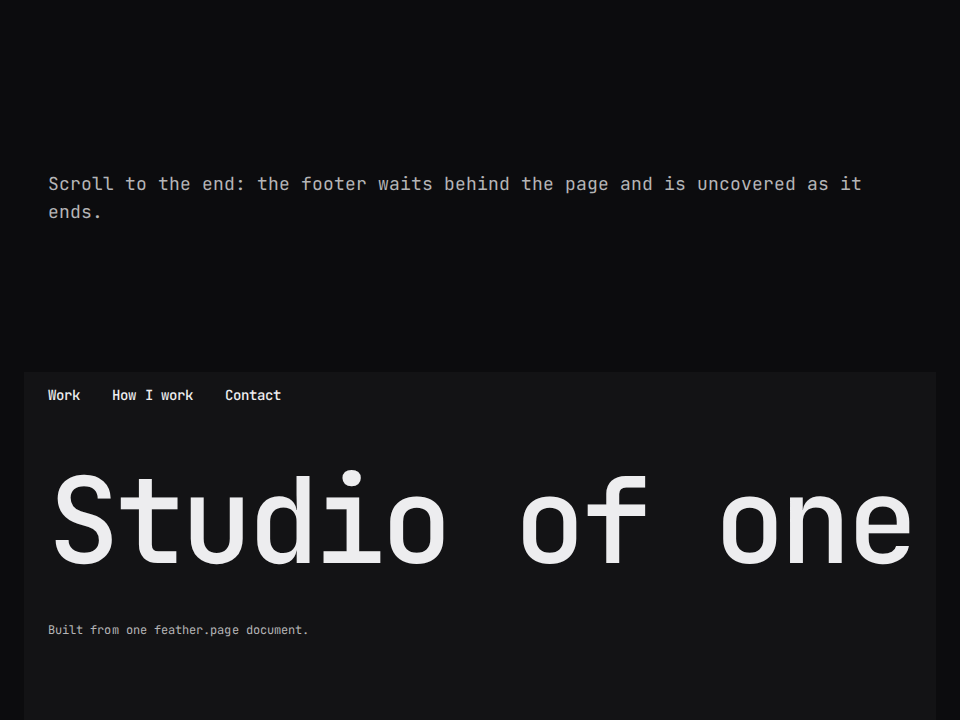 Scroll to the end: the footer waits behind the page and is uncovered as it
ends.
Work How I work Contact
Studio of one
Built from one feather.page document.